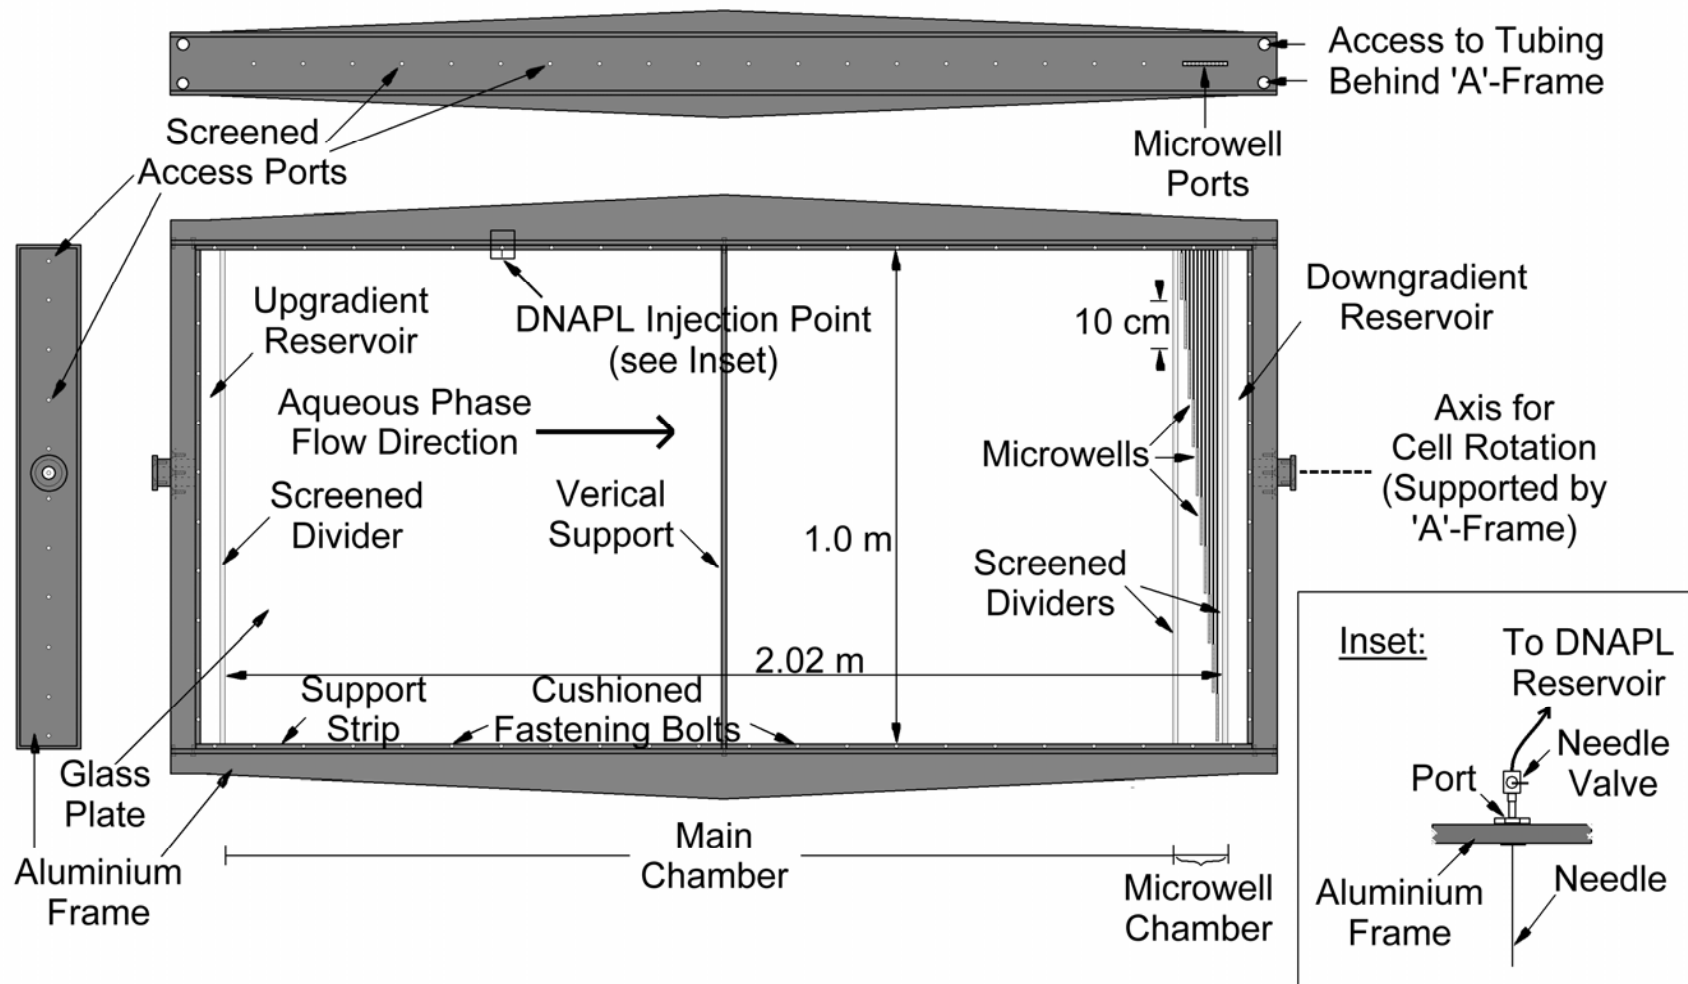 Access to Tubing
Behind 'A'-Frame
Screened
Access Ports
Microwell
Ports
Upgradient
Reservoir
DNAPL Injection Point
(see Inset)
10 cm
Downgradient
Reservoir
Aqueous Phase
Flow Direction
Microwells
Axis for
Cell Rotation
(Supported by
'A'-Frame)
Screened
Divider
Verical
Support
1.0 m
Screened
Dividers
2.02 m
Support
Strip
Cushioned
Fastening Bolts
Glass
Plate
Aluminium
Frame
Main
Chamber
Microwell
Chamber
Inset:
To DNAPL
Reservoir
Needle
Valve
Port
Aluminium
Frame
Needle